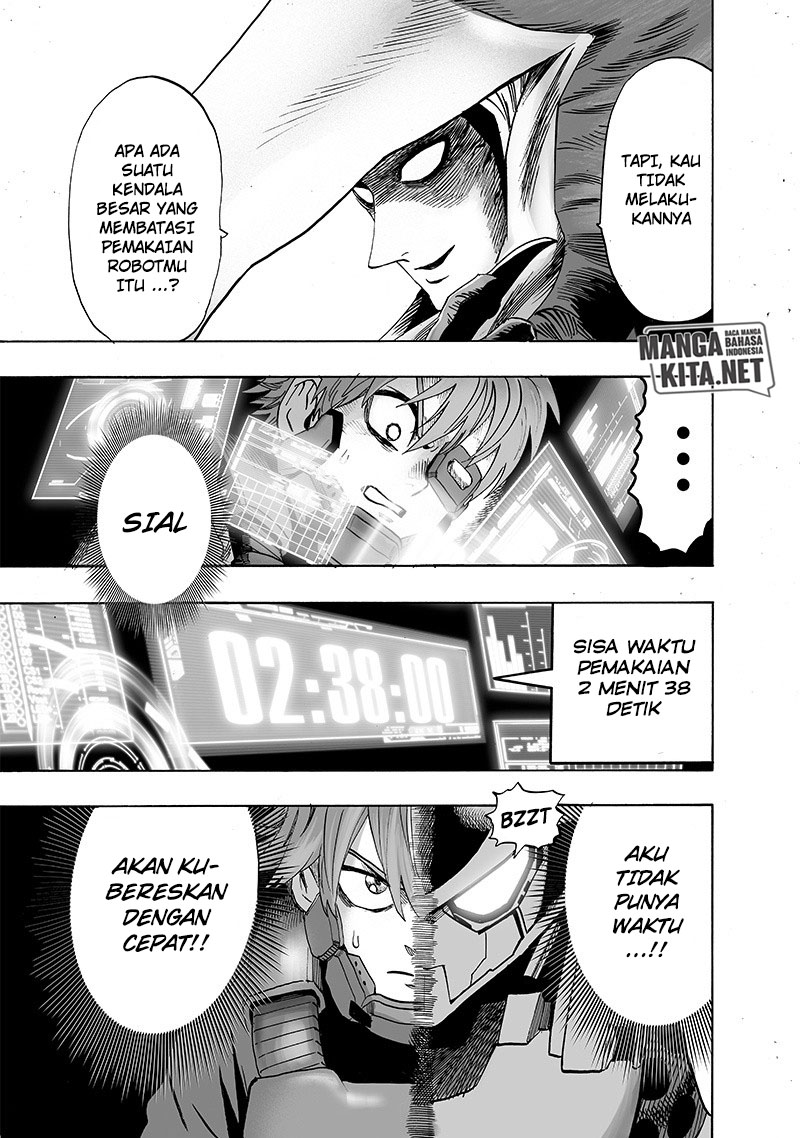 TAPI, KAU
TIDAK
MELAKU-
KANNYA
APA ADA
SUATU
KENDALA
BESAR YANG
MEMBATASI
PEMAKAIAN
ROBOTMU
ITU ...?
MANGA
-KITA.NET
BACA MANGA
BAHASA
INDONESIA
...
SIAL
SISA WAKTU
PEMAKAIAN
2 MENIT 38
DETIK
02:38:00
BZZT
AKU
TIDAK
PUNYA
WAKTU
...!!
AKAN KU-
BERESKAN
DENGAN
CEPAT!!